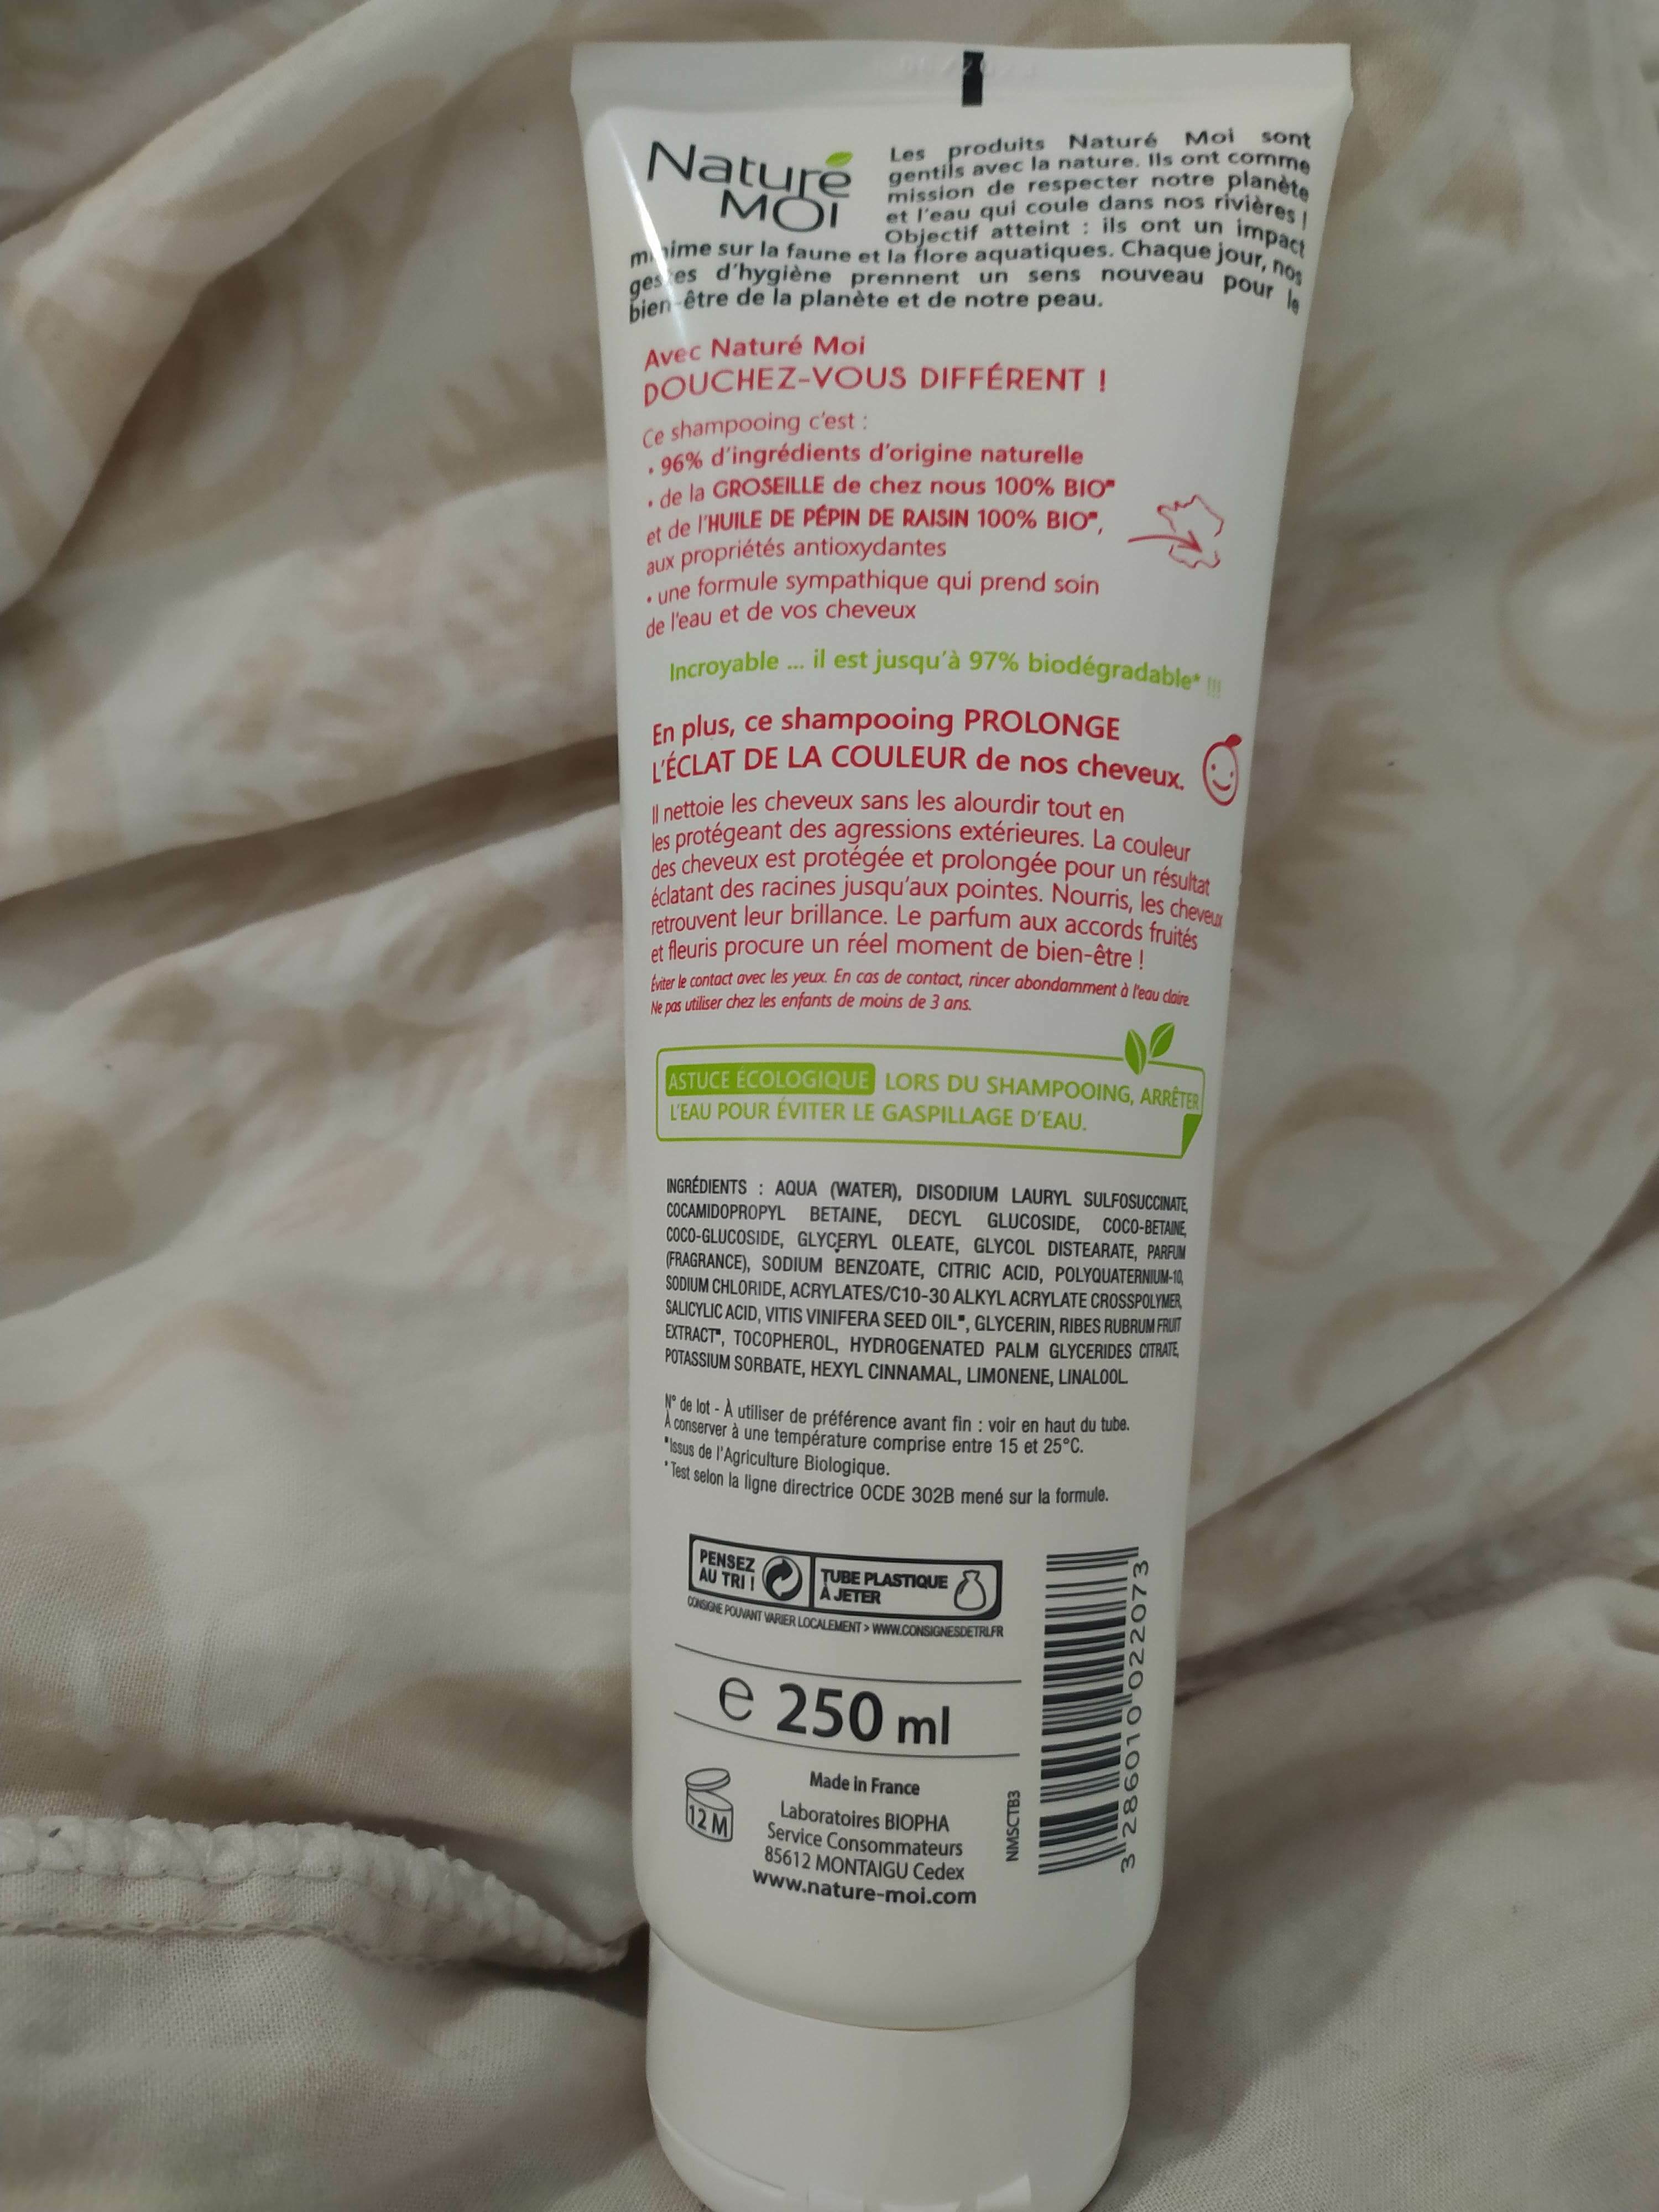 Naturé
MOI
Les produits Naturé Moi sont
gentils avec la nature. Ils ont comme
mission de respecter notre planète
et l'eau qui coule dans nos rivières !
Objectif atteint : ils ont un impact
minime sur la faune et la flore aquatiques. Chaque jour, nos
gestes d'hygiène prennent un sens nouveau pour le
bien-être de la planète et de notre peau.
Avec Naturé Moi
DOUCHEZ-VOUS DIFFÉRENT !
Ce shampooing c'est :
• 96% d'ingrédients d'origine naturelle
• de la GROSEILLE de chez nous 100% BIO■
et de l'HUILE DE PÉPIN DE RAISIN 100% BIO■,
aux propriétés antioxydantes
• une formule sympathique qui prend soin
de l'eau et de vos cheveux
Incroyable ... il est jusqu'à 97% biodégradable* !!!
En plus, ce shampooing PROLONGE
L'ÉCLAT DE LA COULEUR de nos cheveux.
Il nettoie les cheveux sans les alourdir tout en
les protégeant des agressions extérieures. La couleur
des cheveux est protégée et prolongée pour un résultat
éclatant des racines jusqu'aux pointes. Nourris, les cheveux
retrouvent leur brillance. Le parfum aux accords fruités
et fleuris procure un réel moment de bien-être !
Éviter le contact avec les yeux. En cas de contact, rincer abondamment à l'eau claire.
Ne pas utiliser chez les enfants de moins de 3 ans.
ASTUCE ÉCOLOGIQUE LORS DU SHAMPOOING, ARRÊTER
L'EAU POUR ÉVITER LE GASPILLAGE D'EAU.
INGRÉDIENTS : AQUA (WATER), DISODIUM LAURYL SULFOSUCCINATE,
COCAMIDOPROPYL BETAINE, DECYL GLUCOSIDE, COCO-BETAINE,
COCO-GLUCOSIDE, GLYCERYL OLEATE, GLYCOL DISTEARATE, PARFUM
(FRAGRANCE), SODIUM BENZOATE, CITRIC ACID, POLYQUATERNIUM-10,
SODIUM CHLORIDE, ACRYLATES/C10-30 ALKYL ACRYLATE CROSSPOLYMER,
SALICYLIC ACID, VITIS VINIFERA SEED OIL■, GLYCERIN, RIBES RUBRUM FRUIT
EXTRACT■, TOCOPHEROL, HYDROGENATED PALM GLYCERIDES CITRATE,
POTASSIUM SORBATE, HEXYL CINNAMAL, LIMONENE, LINALOOL.
N° de lot - À utiliser de préférence avant fin : voir en haut du tube.
À conserver à une température comprise entre 15 et 25°C.
■Issus de l'Agriculture Biologique.
*Test selon la ligne directrice OCDE 302B mené sur la formule.
PENSEZ
AU TRI !
TUBE PLASTIQUE
À JETER
CONSIGNE POUVANT VARIER LOCALEMENT > WWW.CONSIGNESDETRI.FR
e 250 ml
12 M
Made in France
Laboratoires BIOPHA
Service Consommateurs
85612 MONTAIGU Cedex
www.nature-moi.com
NMSCTB3
3 286010 022073